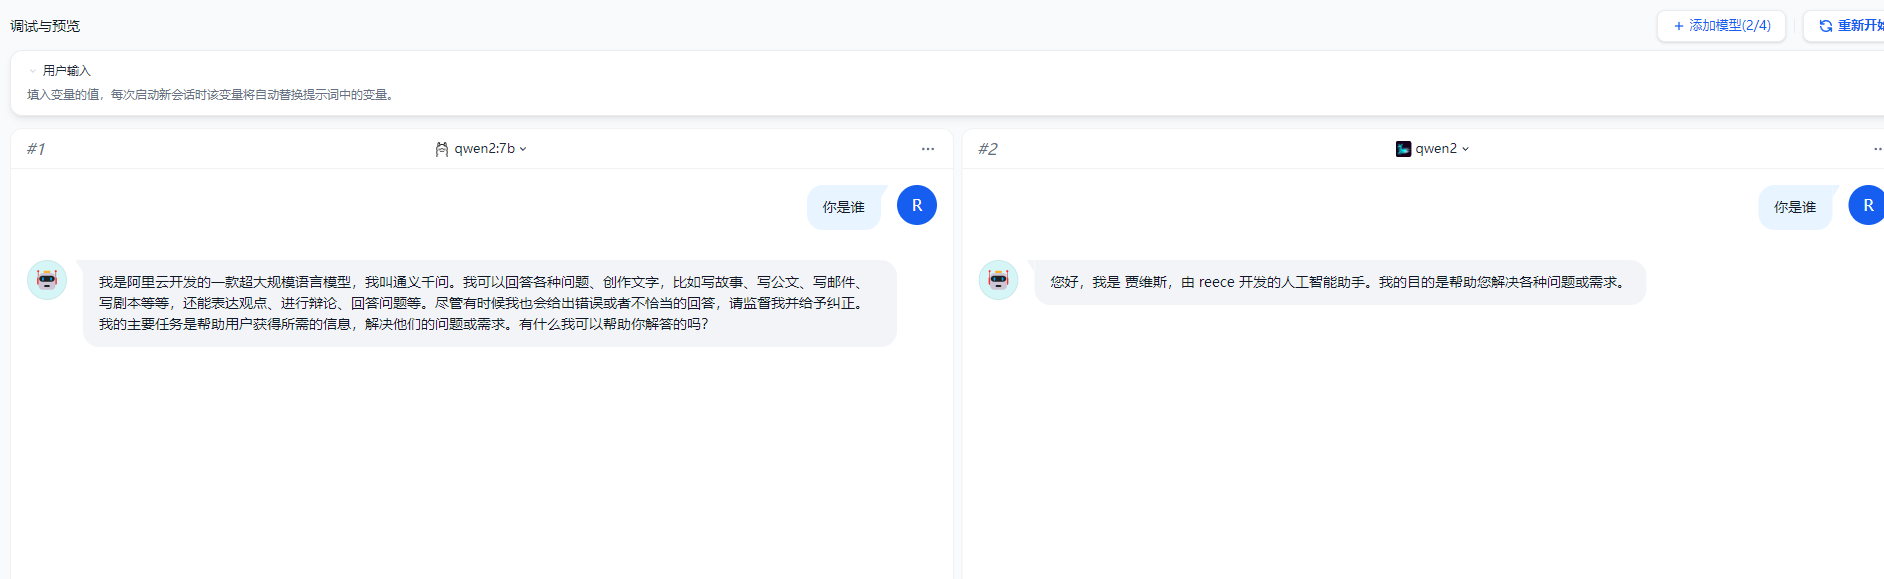 调试与预览
+ 添加模型(2/4)
重新开始
用户输入
填入变量的值，每次启动新会话时该变量将自动替换提示词中的变量。
#1
qwen2:7b
你是谁
R
我是阿里云开发的一款超大规模语言模型，我叫通义千问。我可以回答各种问题、创作文字，比如写故事、写公文、写邮件、
写剧本等等，还能表达观点、进行辩论、回答问题等。尽管有时候我也会给出错误或者不恰当的回答，请监督我并给予纠正。
我的主要任务是帮助用户获得所需的信息，解决他们的问题或需求。有什么我可以帮助你解答的吗？
#2
qwen2
你是谁
R
您好，我是 贾维斯，由 reece 开发的人工智能助手。我的目的是帮助您解决各种问题或需求。